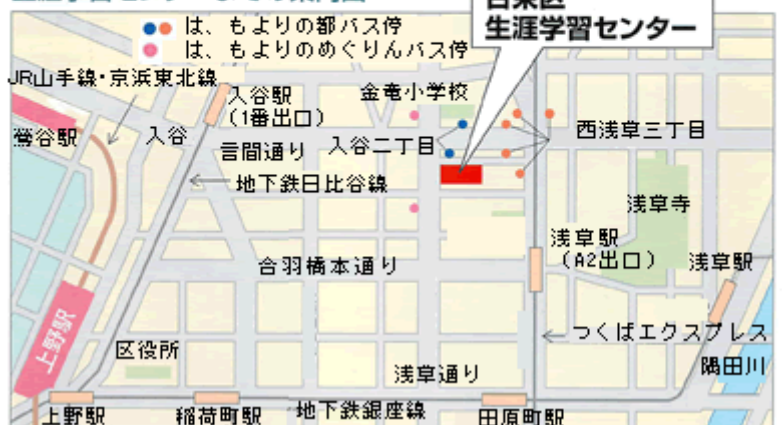 は、もよりの都バス停
は、もよりのめぐりんバス停
生涯学習センター
JR山手線・京浜東北線
入谷駅
(1番出口)
金竜小学校
鶯谷駅
入谷
言問通り
入谷二丁目
西浅草三丁目
地下鉄日比谷線
浅草寺
浅草駅
(A2出口)
浅草駅
合羽橋本通り
上野駅
つくばエクスプレス
区役所
隅田川
浅草通り
上野駅
稲荷町駅
地下鉄銀座線
田原町駅